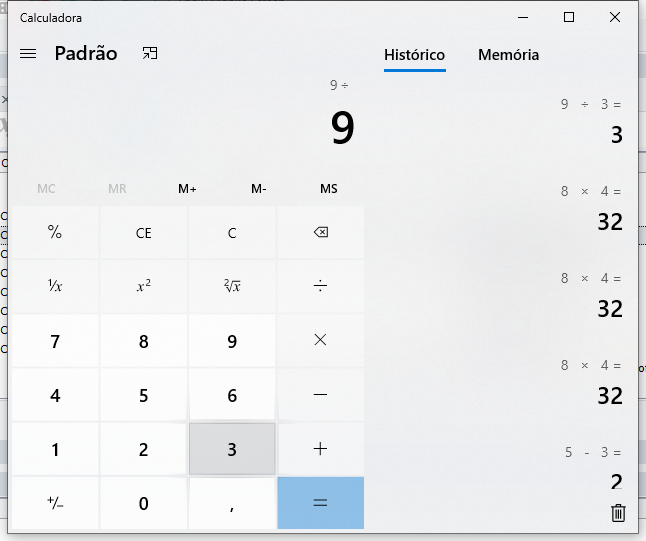 Calculadora
Padrão
Histórico Memória
9 ÷
9
MC MR M+ M- MS
% CE C
¹/x x² ²√x ÷
7 8 9 ×
4 5 6 −
1 2 3 +
+/− 0 , =
9 ÷ 3 =
3
8 × 4 =
32
8 × 4 =
32
8 × 4 =
32
5 - 3 =
2